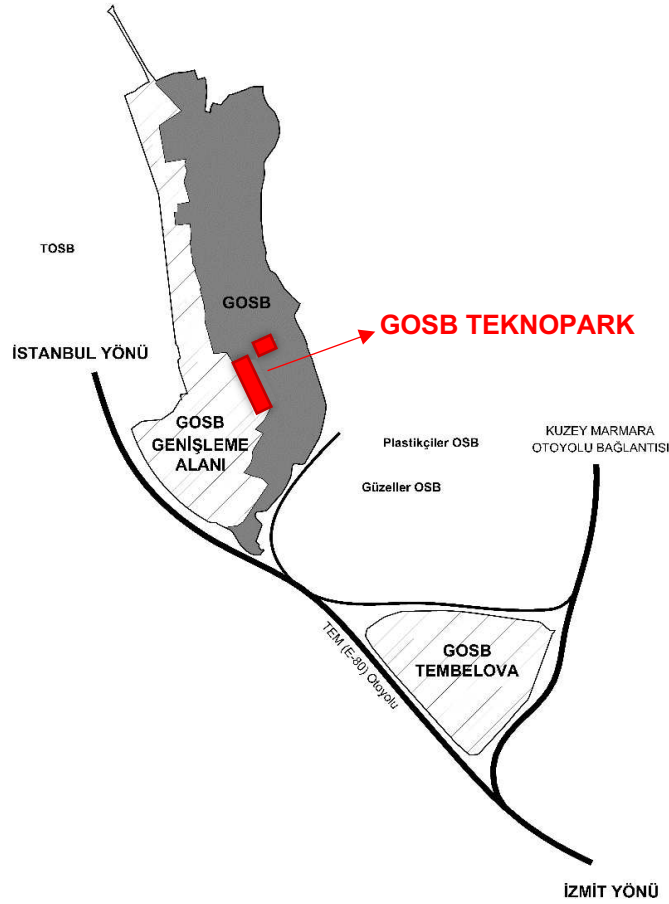 TOSB
GOSB
GOSB TEKNOPARK
İSTANBUL YÖNÜ
GOSB
GENİŞLEME
ALANI
Plastikçiler OSB
KUZEY MARMARA
OTOYOLU BAĞLANTISI
Güzeller OSB
TEM (E-80) Otoyolu
GOSB
TEMBELOVA
İZMİT YÖNÜ